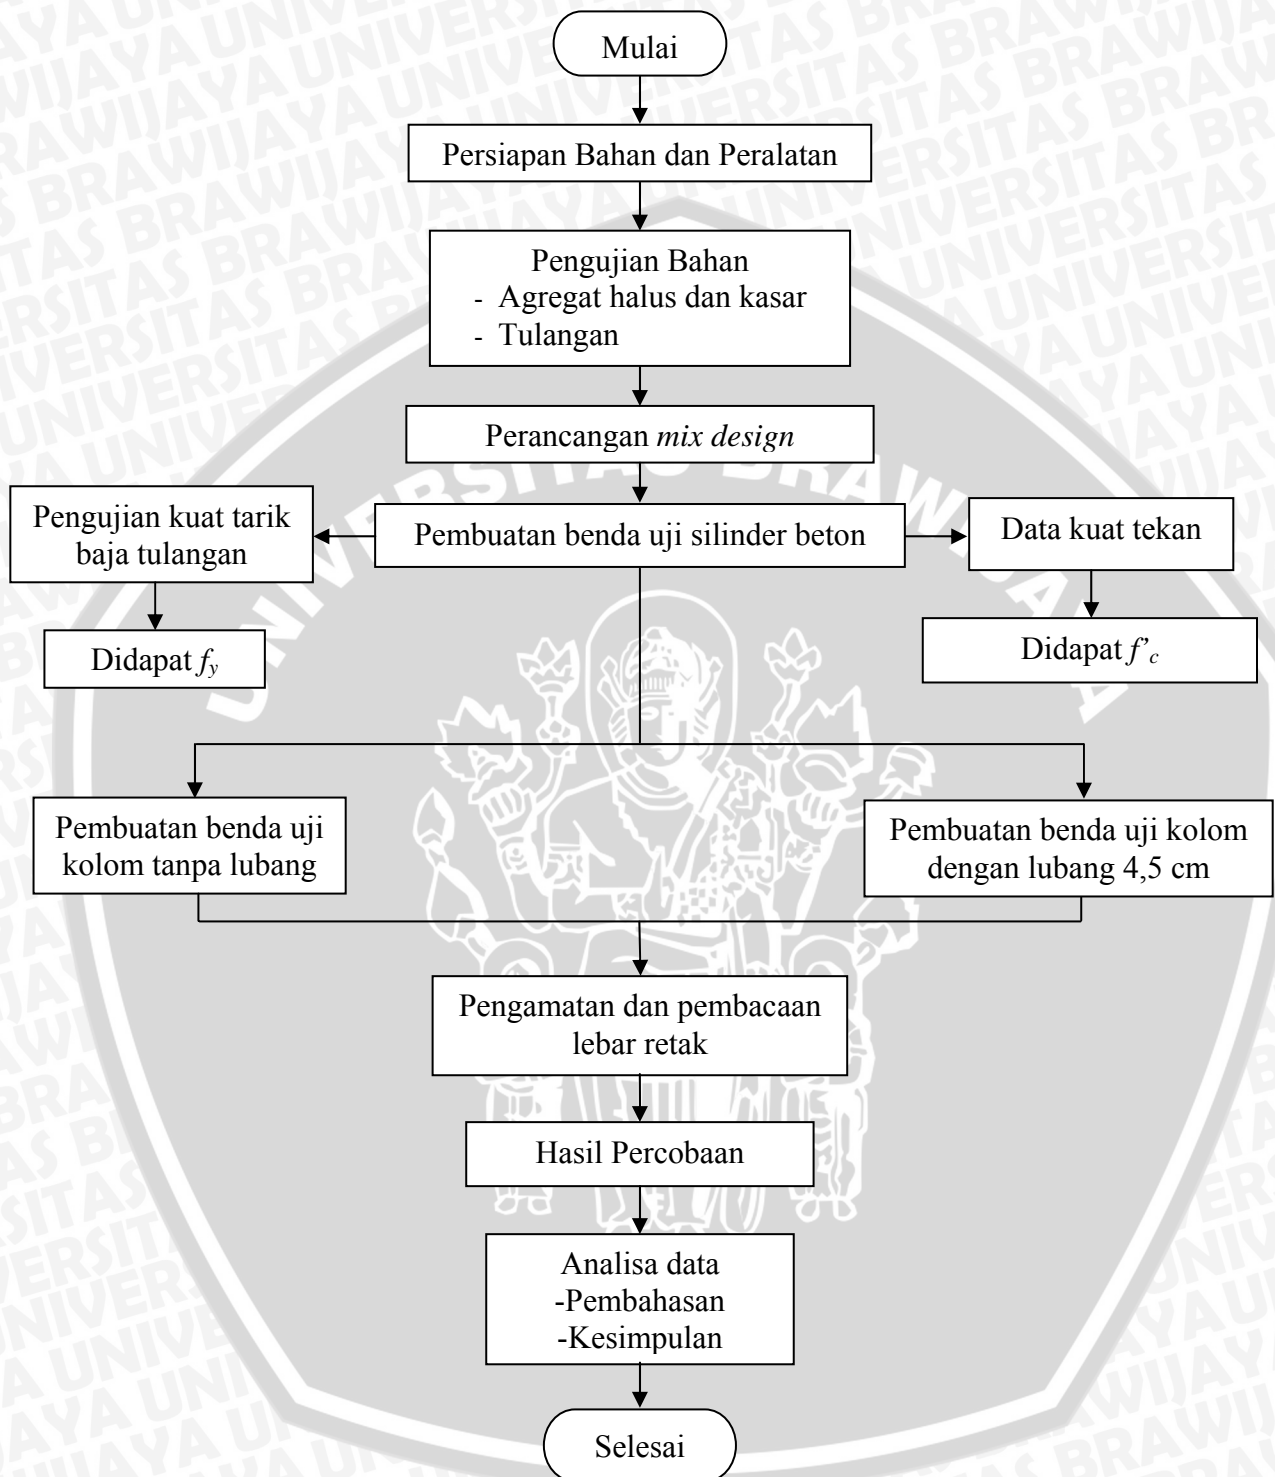 Mulai
Persiapan Bahan dan Peralatan
Pengujian Bahan
- Agregat halus dan kasar
- Tulangan
Perancangan mix design
Pengujian kuat tarik
baja tulangan
Pembuatan benda uji silinder beton
Data kuat tekan
Didapat fy
Didapat f’c
Pembuatan benda uji
kolom tanpa lubang
Pembuatan benda uji kolom
dengan lubang 4,5 cm
Pengamatan dan pembacaan
lebar retak
Hasil Percobaan
Analisa data
-Pembahasan
-Kesimpulan
Selesai
UNIVERSITAS BRAWIJAYA